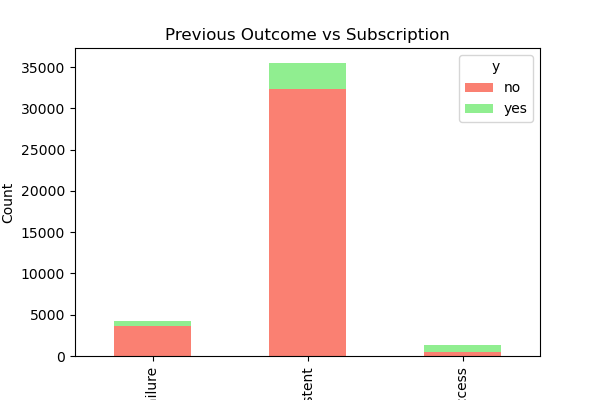 Previous Outcome vs Subscription
y
no
yes
Count
35000
30000
25000
20000
15000
10000
5000
0
ilure
stent
cess